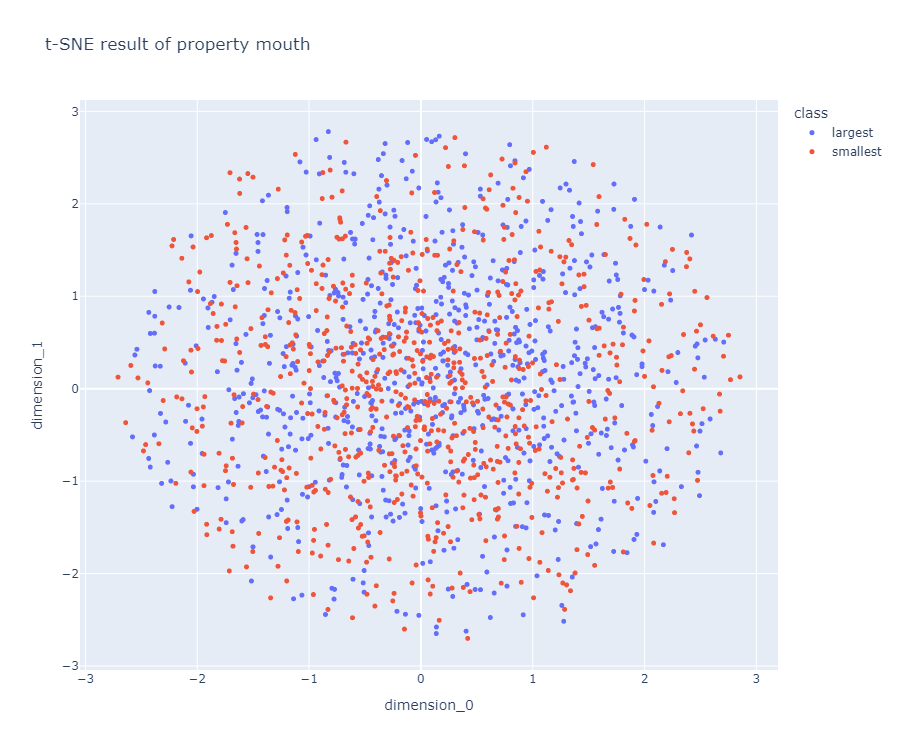 t-SNE result of property mouth
class
largest
smallest
3
2
1
0
−1
−2
−3
dimension_1
−3 −2 −1 0 1 2 3
dimension_0